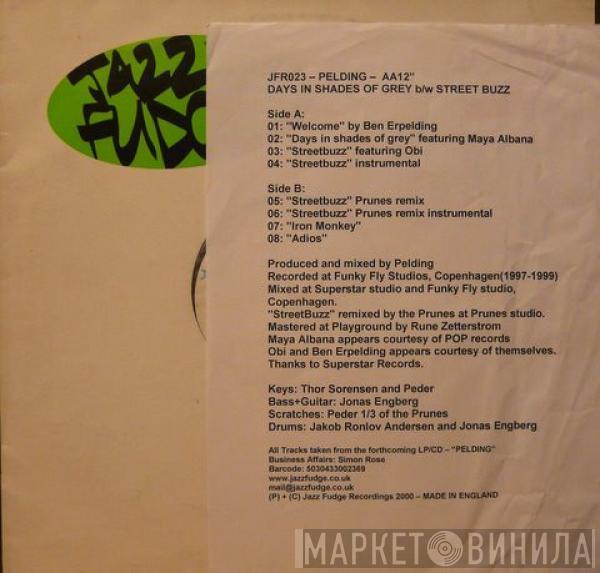 JAZZ
FUDG
JFR023 – PELDING – AA12"
DAYS IN SHADES OF GREY b/w STREET BUZZ
Side A:
01: "Welcome" by Ben Erpelding
02: "Days in shades of grey" featuring Maya Albana
03: "Streetbuzz" featuring Obi
04: "Streetbuzz" instrumental
Side B:
05: "Streetbuzz" Prunes remix
06: "Streetbuzz" Prunes remix instrumental
07: "Iron Monkey"
08: "Adios"
Produced and mixed by Pelding
Recorded at Funky Fly Studios, Copenhagen(1997-1999)
Mixed at Superstar studio and Funky Fly studio,
Copenhagen.
"StreetBuzz" remixed by the Prunes at Prunes studio.
Mastered at Playground by Rune Zetterstrom
Maya Albana appears courtesy of POP records
Obi and Ben Erpelding appears courtesy of themselves.
Thanks to Superstar Records.
Keys: Thor Sorensen and Peder
Bass+Guitar: Jonas Engberg
Scratches: Peder 1/3 of the Prunes
Drums: Jakob Ronlov Andersen and Jonas Engberg
All Tracks taken from the forthcoming LP/CD – "PELDING"
Business Affairs: Simon Rose
Barcode: 5030433002369
www.jazzfudge.co.uk
mail@jazzfudge.co.uk
(P) + (C) Jazz Fudge Recordings 2000 – MADE IN ENGLAND
МАРКЕТ ВИНИЛА